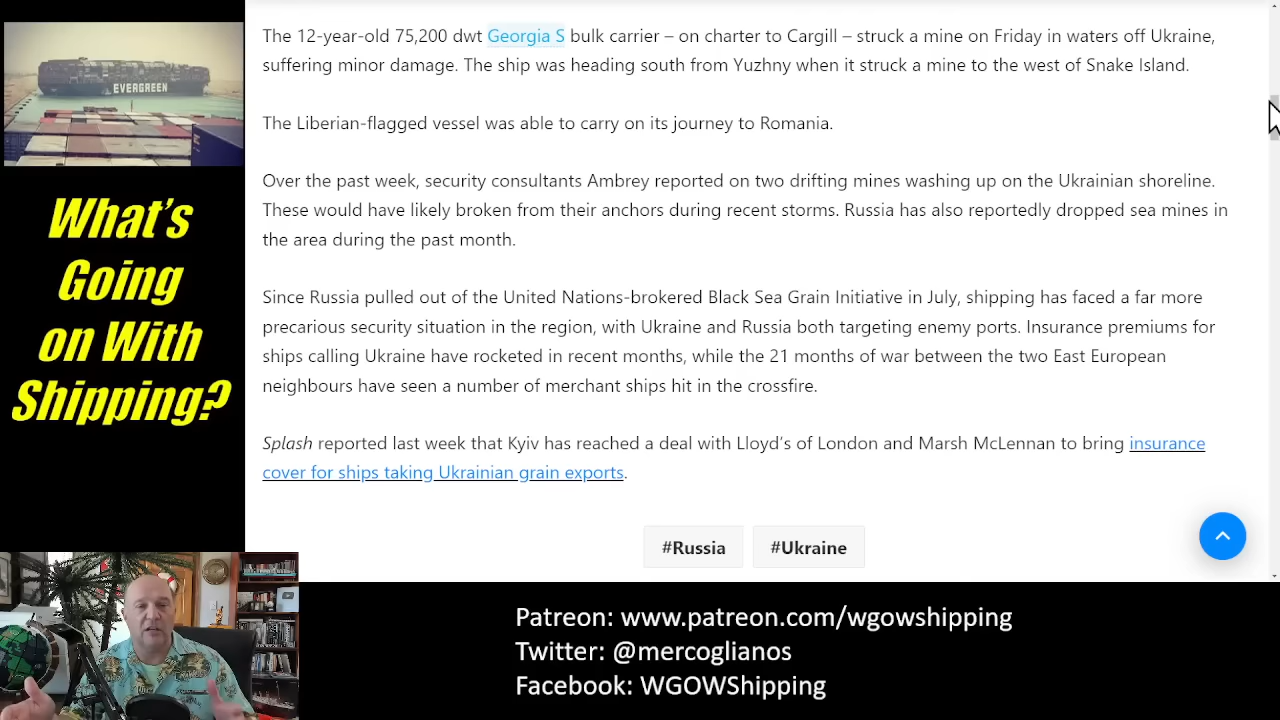 EVERGREEN
What's
Going
on With
Shipping?
The 12-year-old 75,200 dwt Georgia S bulk carrier – on charter to Cargill – struck a mine on Friday in waters off Ukraine,
suffering minor damage. The ship was heading south from Yuzhny when it struck a mine to the west of Snake Island.
The Liberian-flagged vessel was able to carry on its journey to Romania.
Over the past week, security consultants Ambrey reported on two drifting mines washing up on the Ukrainian shoreline.
These would have likely broken from their anchors during recent storms. Russia has also reportedly dropped sea mines in
the area during the past month.
Since Russia pulled out of the United Nations-brokered Black Sea Grain Initiative in July, shipping has faced a far more
precarious security situation in the region, with Ukraine and Russia both targeting enemy ports. Insurance premiums for
ships calling Ukraine have rocketed in recent months, while the 21 months of war between the two East European
neighbours have seen a number of merchant ships hit in the crossfire.
Splash reported last week that Kyiv has reached a deal with Lloyd's of London and Marsh McLennan to bring insurance
cover for ships taking Ukrainian grain exports.
#Russia
#Ukraine
Patreon: www.patreon.com/wgowshipping
Twitter: @mercoglianos
Facebook: WGOWShipping